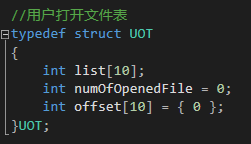 //用户打开文件表
typedef struct UOT
{
    int list[10];
    int numOfOpenedFile = 0;
    int offset[10] = { 0 };
}UOT;